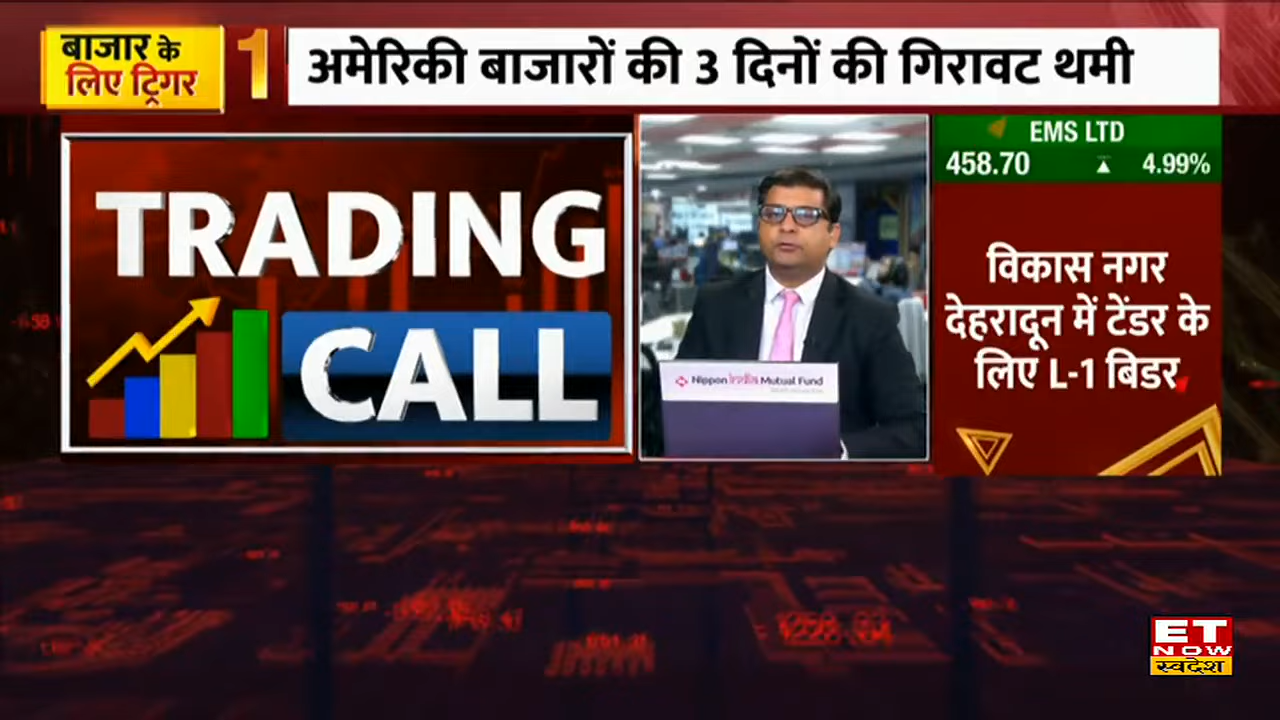 बाजार के
लिए ट्रिगर
1
अमेरिकी बाजारों की 3 दिनों की गिरावट थमी
TRADING
CALL
Nippon india Mutual Fund
EMS LTD
458.70 ▲ 4.99%
विकास नगर
देहरादून में टेंडर के
लिए L-1 बिडर
ET
NOW
स्वदेश